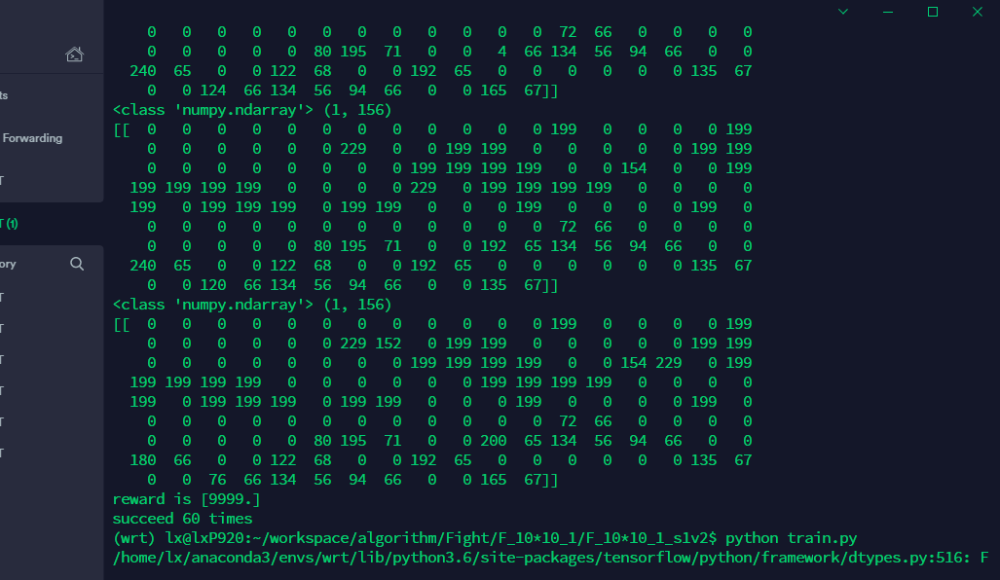 0 0 0 0 0 0 0 0 0 0 0 0 72 66 0 0 0 0
0 0 0 0 0 80 195 71 0 0 4 66 134 56 94 66 0 0
240 65 0 0 122 68 0 0 192 65 0 0 0 0 0 0 135 67
0 0 124 66 134 56 94 66 0 0 165 67]]
<class 'numpy.ndarray'> (1, 156)
[[ 0 0 0 0 0 0 0 0 0 0 0 0 199 0 0 0 0 199
0 0 0 0 0 0 229 0 0 199 199 0 0 0 0 0 199 199
0 0 0 0 0 0 0 0 199 199 199 199 0 0 154 0 0 199
199 199 199 199 0 0 0 0 229 0 199 199 199 199 0 0 0 0
199 0 199 199 199 0 199 199 0 0 0 199 0 0 0 0 199 0
0 0 0 0 0 0 0 0 0 0 0 0 72 66 0 0 0 0
0 0 0 0 0 80 195 71 0 0 192 65 134 56 94 66 0 0
240 65 0 0 122 68 0 0 192 65 0 0 0 0 0 0 135 67
0 0 120 66 134 56 94 66 0 0 135 67]]
<class 'numpy.ndarray'> (1, 156)
[[ 0 0 0 0 0 0 0 0 0 0 0 0 199 0 0 0 0 199
0 0 0 0 0 0 229 152 0 199 199 0 0 0 0 0 199 199
0 0 0 0 0 0 0 0 199 199 199 199 0 0 154 229 0 199
199 199 199 199 0 0 0 0 0 0 199 199 199 199 0 0 0 0
199 0 199 199 199 0 199 199 0 0 0 199 0 0 0 0 199 0
0 0 0 0 0 0 0 0 0 0 0 0 72 66 0 0 0 0
0 0 0 0 0 80 195 71 0 0 200 65 134 56 94 66 0 0
180 66 0 0 122 68 0 0 192 65 0 0 0 0 0 0 135 67
0 0 76 66 134 56 94 66 0 0 165 67]]
reward is [9999.]
succeed 60 times
(wrt) lx@lxP920:~/workspace/algorithm/Fight/F_10*10_1/F_10*10_1_s1v2$ python train.py
/home/lx/anaconda3/envs/wrt/lib/python3.6/site-packages/tensorflow/python/framework/dtypes.py:516: F
ts
Forwarding
T
T (1)
ory
T
T
T
T
T
T